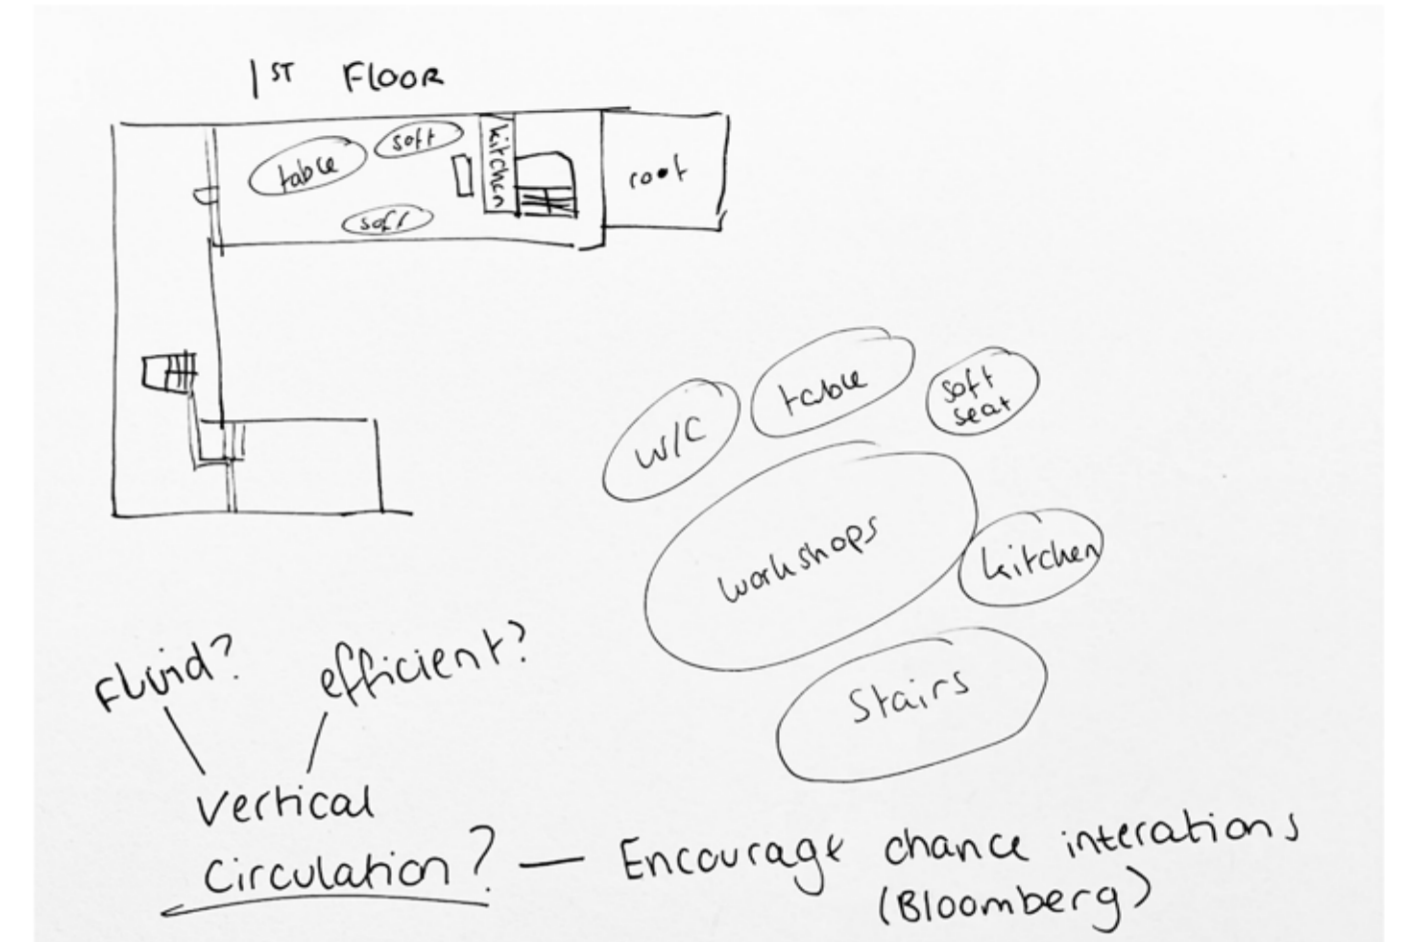 1ST FLOOR
table
soft
soft
kitchen
roof
W/C
table
soft
seat
workshops
kitchen
Stairs
Fluid?
efficient?
Vertical
Circulation? — Encourage chance interations
(Bloomberg)